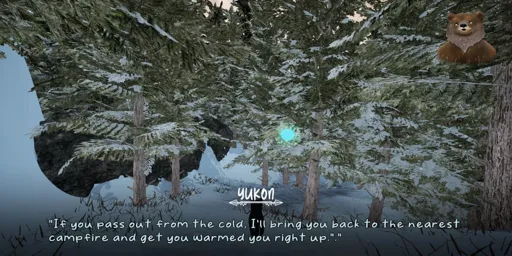 YUKON
"If you pass out from the cold, I'll bring you back to the nearest
campfire and get you warmed you right up."."